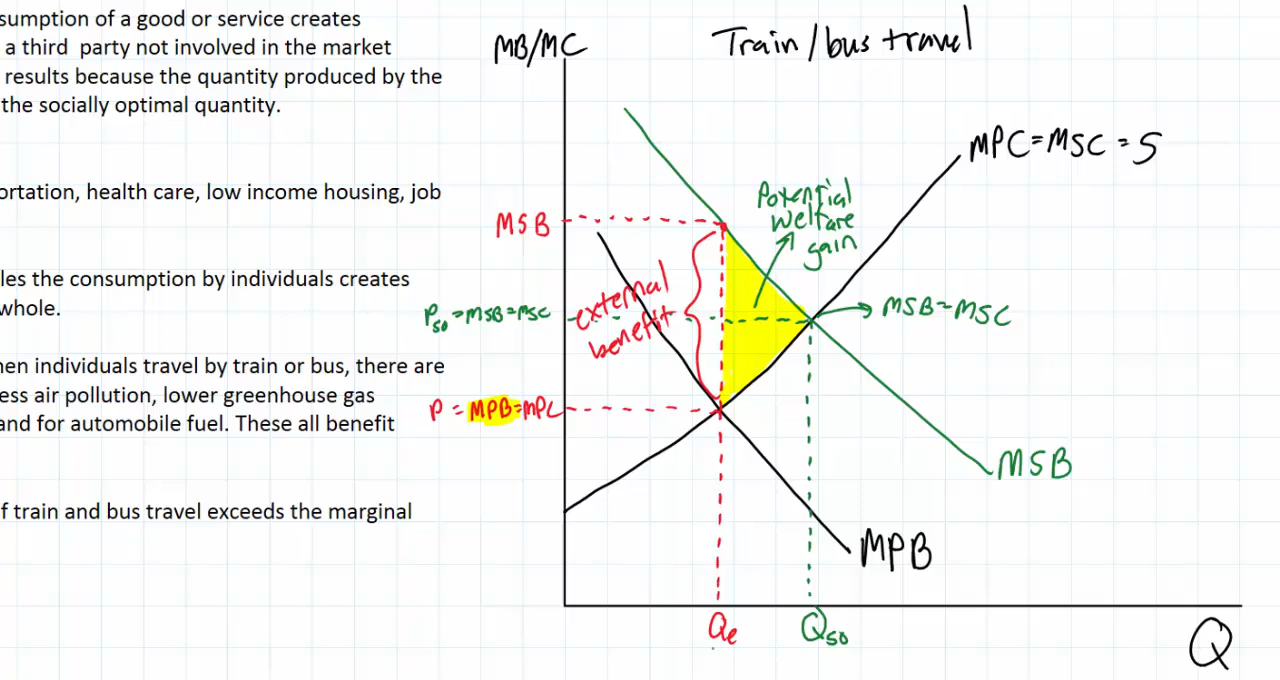 sumption of a good or service creates
a third party not involved in the market
results because the quantity produced by the
the socially optimal quantity.
ortation, health care, low income housing, job
les the consumption by individuals creates
whole.
hen individuals travel by train or bus, there are
ess air pollution, lower greenhouse gas
and for automobile fuel. These all benefit
f train and bus travel exceeds the marginal
Train/bus travel
MB/MC
MPC=MSC=S
Potential
Welfare
gain
MSB
external
benefit
Pso=MSB=MSC
MSB=MSC
P=MPB=MPC
MSB
MPB
Qe
Qso
Q